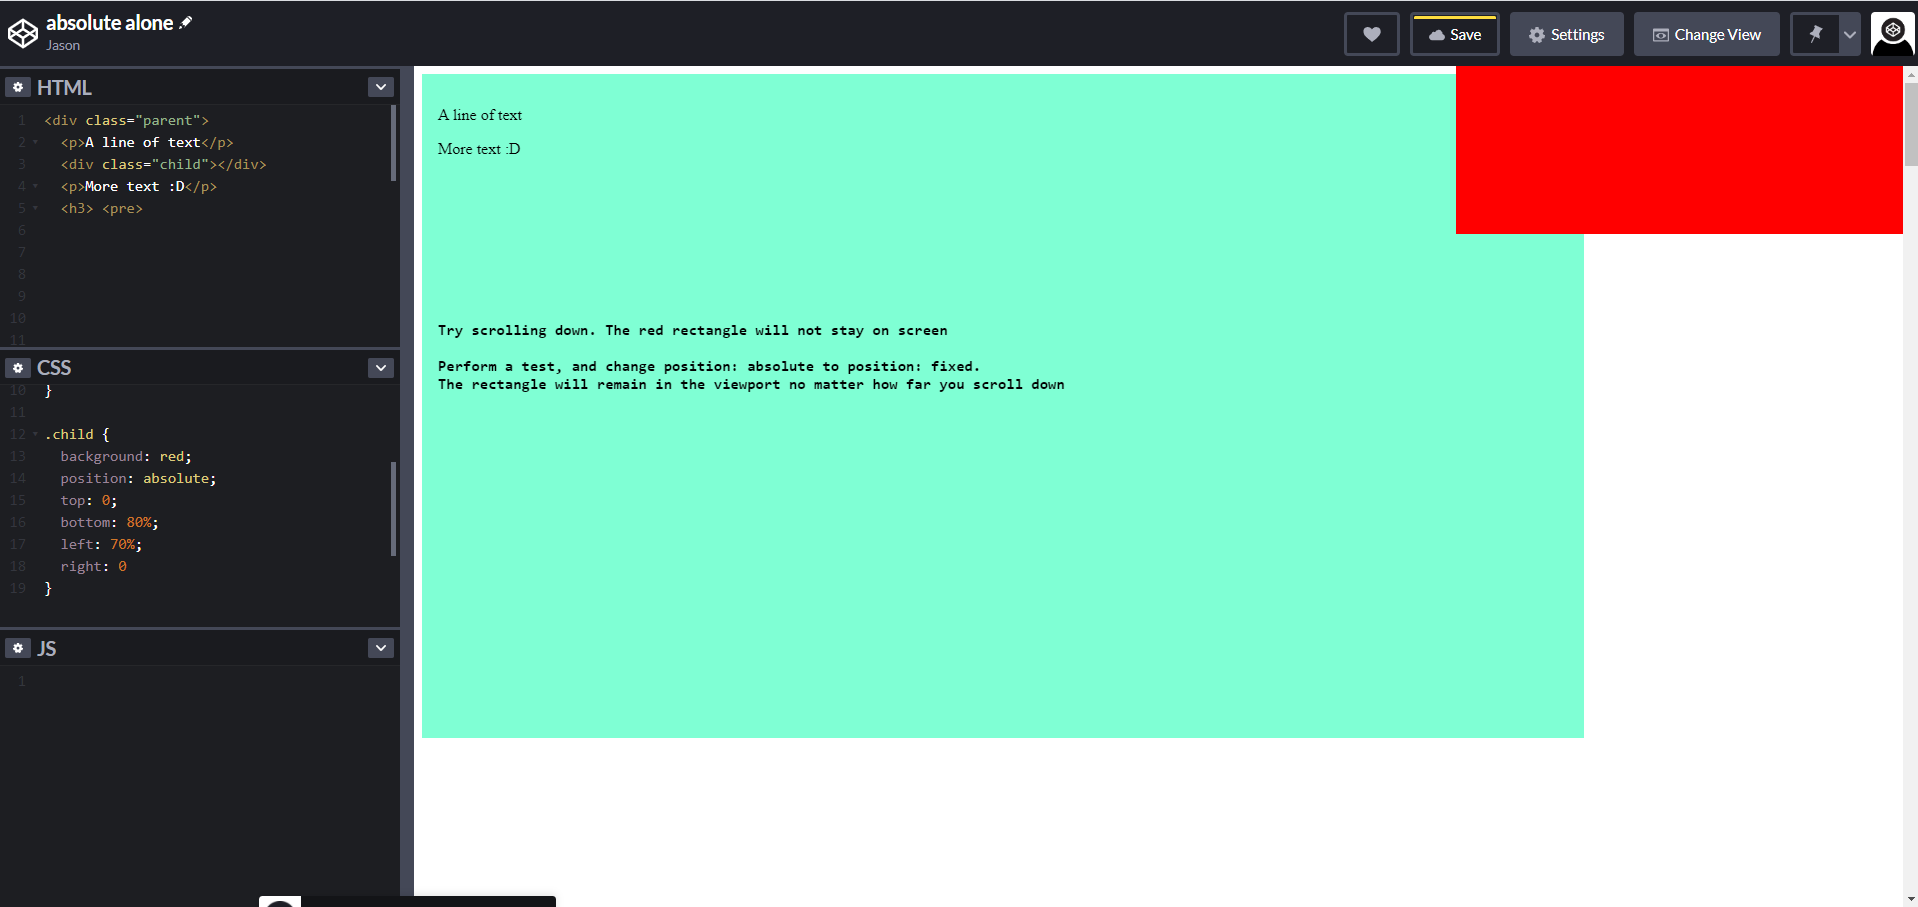 absolute alone
Jason
Save
Settings
Change View
HTML
1 <div class="parent">
2 <p>A line of text</p>
3 <div class="child"></div>
4 <p>More text :D</p>
5 <h3> <pre>
6
7
8
9
10
11
CSS
10 }
11
12 .child {
13 background: red;
14 position: absolute;
15 top: 0;
16 bottom: 80%;
17 left: 70%;
18 right: 0
19 }
JS
1
A line of text
More text :D
Try scrolling down. The red rectangle will not stay on screen
Perform a test, and change position: absolute to position: fixed.
The rectangle will remain in the viewport no matter how far you scroll down